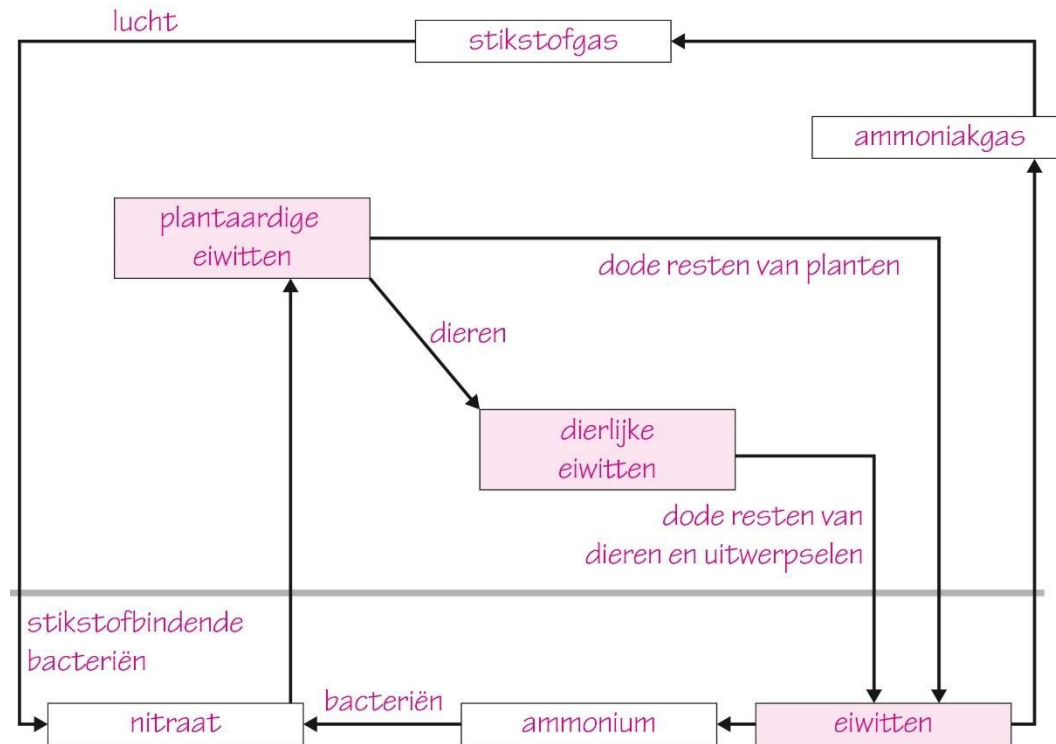 lucht
stikstofgas
ammoniakgas
plantaardige
eiwitten
dode resten van planten
dieren
dierlijke
eiwitten
dode resten van
dieren en uitwerpselen
stikstofbindende
bacteriën
nitraat
bacteriën
ammonium
eiwitten